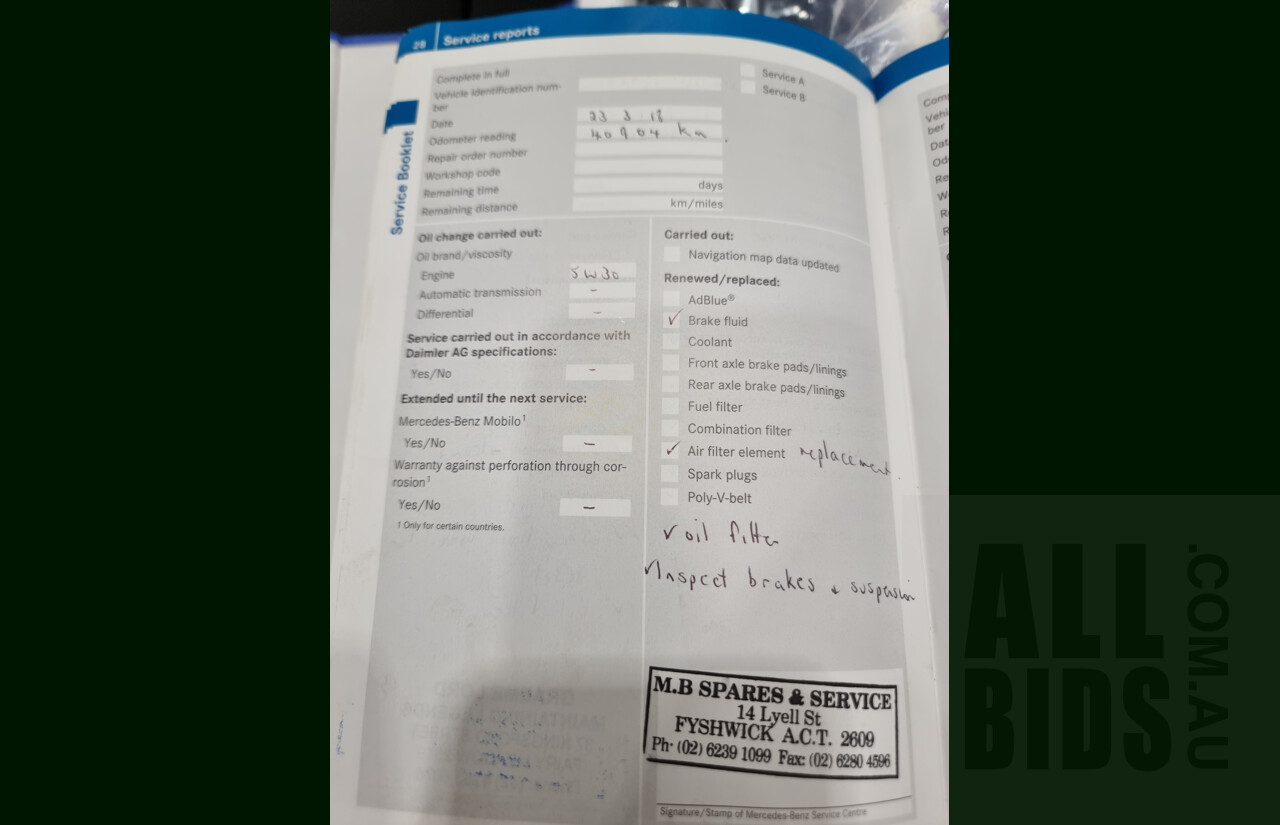 28 Service reports
Complete in full
Vehicle identification num-
ber
Date 23 3 18
Odometer reading 40904 km
Repair order number
Workshop code
Remaining time days
Remaining distance km/miles
Service A
Service B
Service Booklet
Oil change carried out:
Oil brand/viscosity
Engine 5W30
Automatic transmission -
Differential -
Service carried out in accordance with
Daimler AG specifications:
Yes/No -
Extended until the next service:
Mercedes-Benz Mobilo¹
Yes/No -
Warranty against perforation through cor-
rosion¹
Yes/No -
¹ Only for certain countries.
Carried out:
Navigation map data updated
Renewed/replaced:
AdBlue®
✓ Brake fluid
Coolant
Front axle brake pads/linings
Rear axle brake pads/linings
Fuel filter
Combination filter
✓ Air filter element replacement.
Spark plugs
Poly-V-belt
✓ oil filter
✓ Inspect brakes & suspension
M.B SPARES & SERVICE
14 Lyell St
FYSHWICK A.C.T. 2609
Ph: (02) 6239 1099 Fax: (02) 6280 4596
Signature/Stamp of Mercedes-Benz Service Centre
ALL
BIDS
.COM.AU